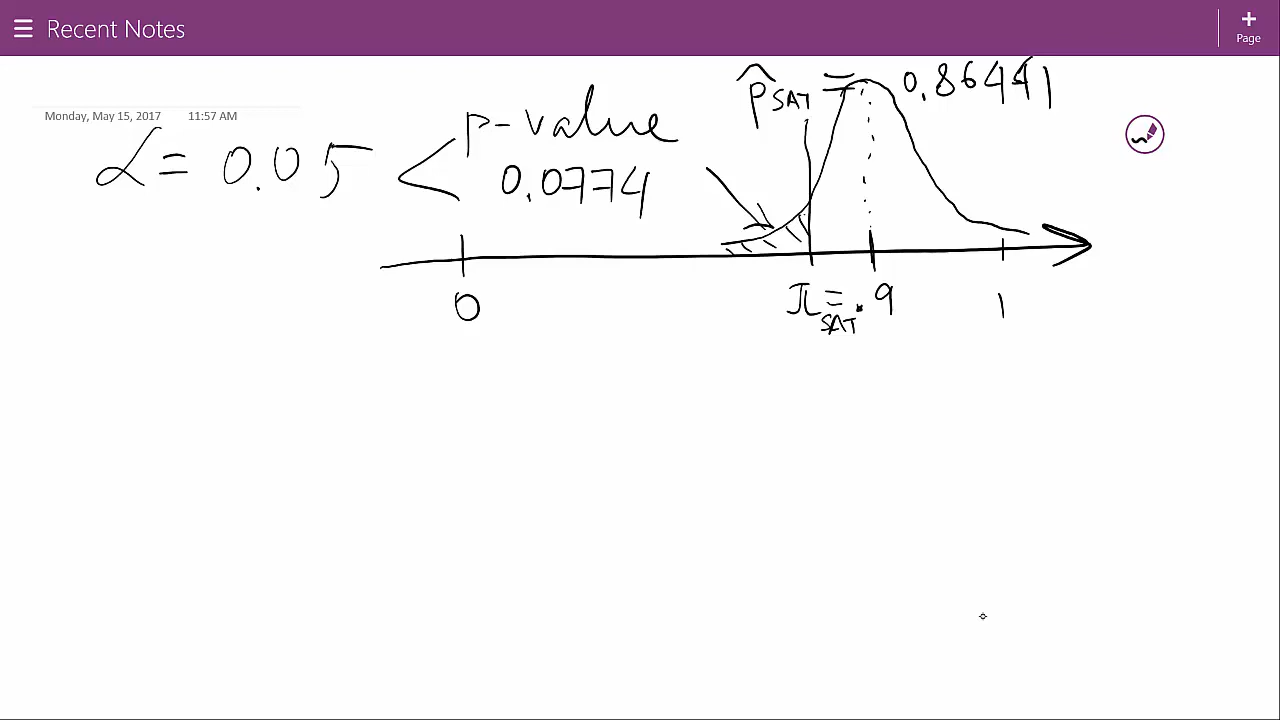 Recent Notes
+
Page
Monday, May 15, 2017 11:57 AM
p̂SAT = 0.86441
α = 0.05 < p-value
0.0774
0 πSAT = .9 1